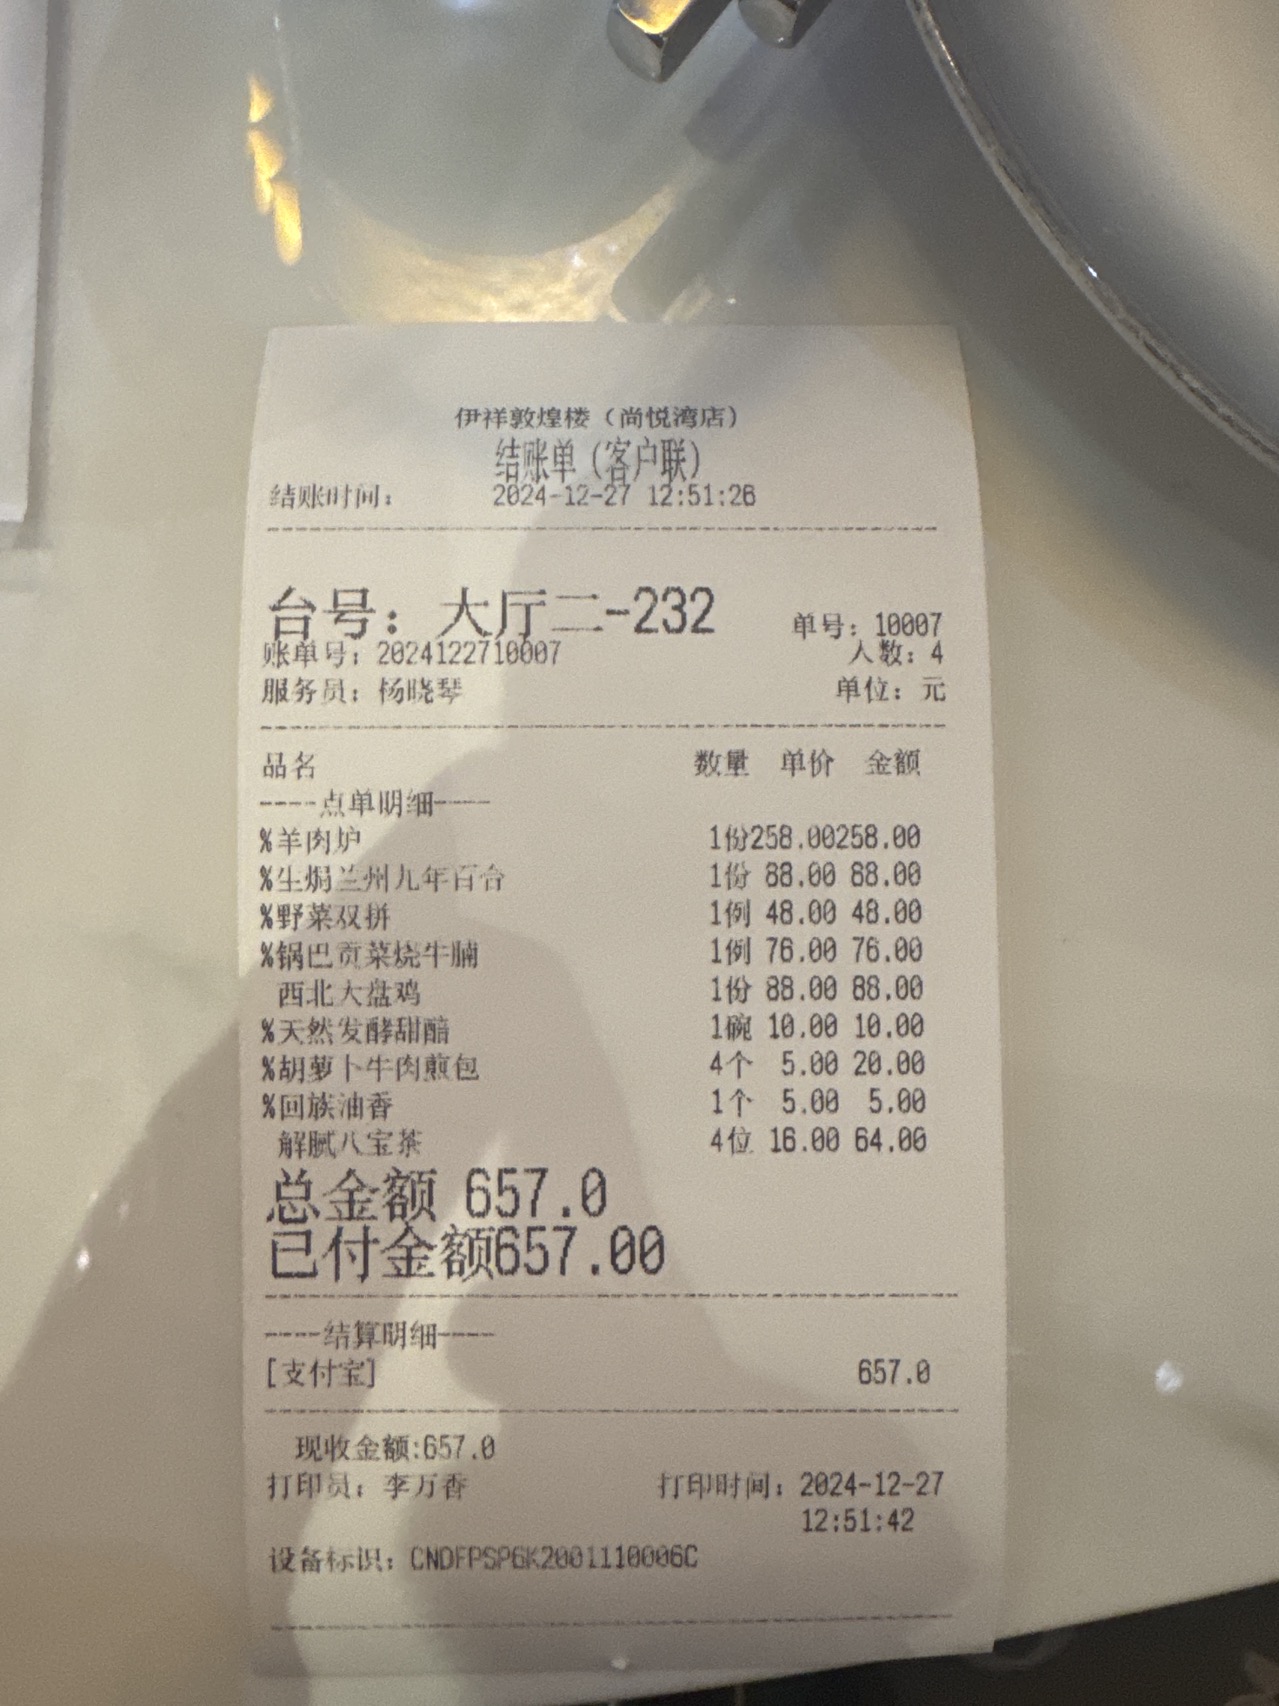 伊祥敦煌楼（尚悦湾店）
结账单（客户联）
结账时间： 2024-12-27 12:51:26
台号：大厅二-232 单号：10007
账单号：2024122710007 人数：4
服务员：杨晓琴 单位：元
品名 数量 单价 金额
----点单明细----
%羊肉炉 1份258.00258.00
%生焗兰州九年百合 1份 88.00 88.00
%野菜双拼 1例 48.00 48.00
%锅巴贡菜烧牛腩 1例 76.00 76.00
西北大盘鸡 1份 88.00 88.00
%天然发酵甜醅 1碗 10.00 10.00
%胡萝卜牛肉煎包 4个 5.00 20.00
%回族油香 1个 5.00 5.00
解腻八宝茶 4位 16.00 64.00
总金额 657.0
已付金额657.00
----结算明细----
[支付宝] 657.0
现收金额:657.0
打印员：李万香 打印时间：2024-12-27
12:51:42
设备标识：CNDFPSP6K2001110006C